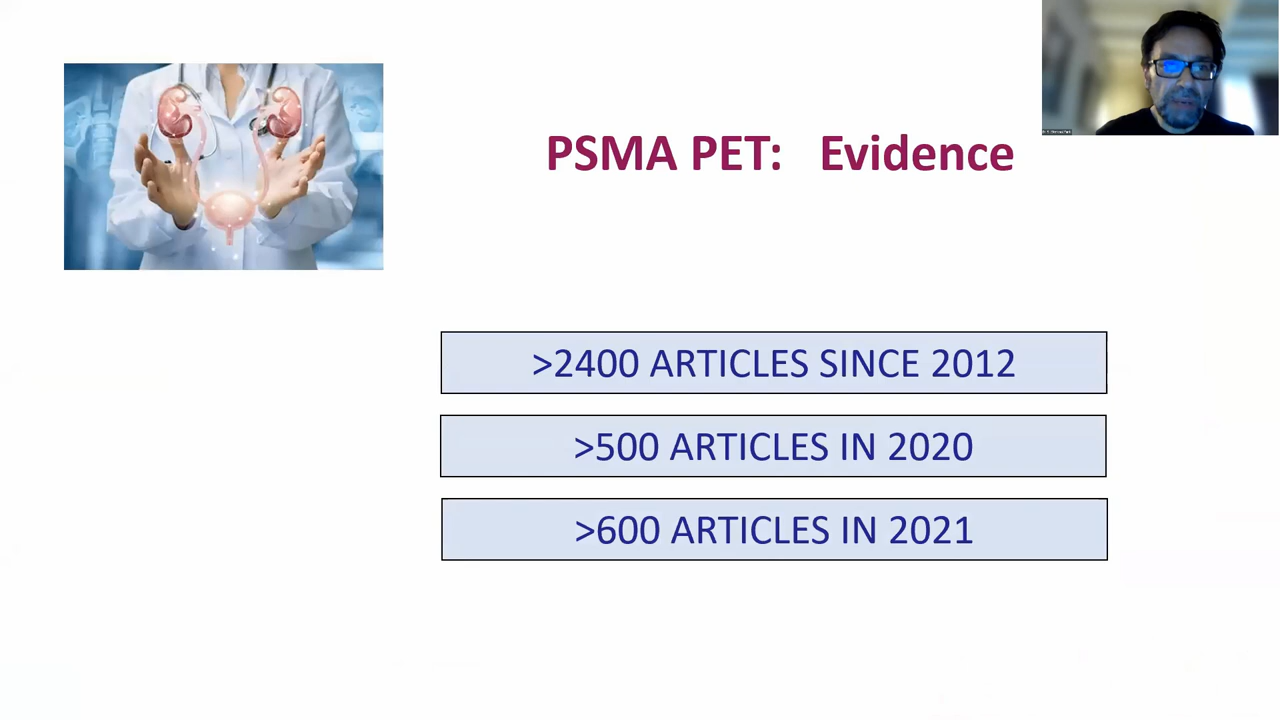 PSMA PET: Evidence
>2400 ARTICLES SINCE 2012
>500 ARTICLES IN 2020
>600 ARTICLES IN 2021